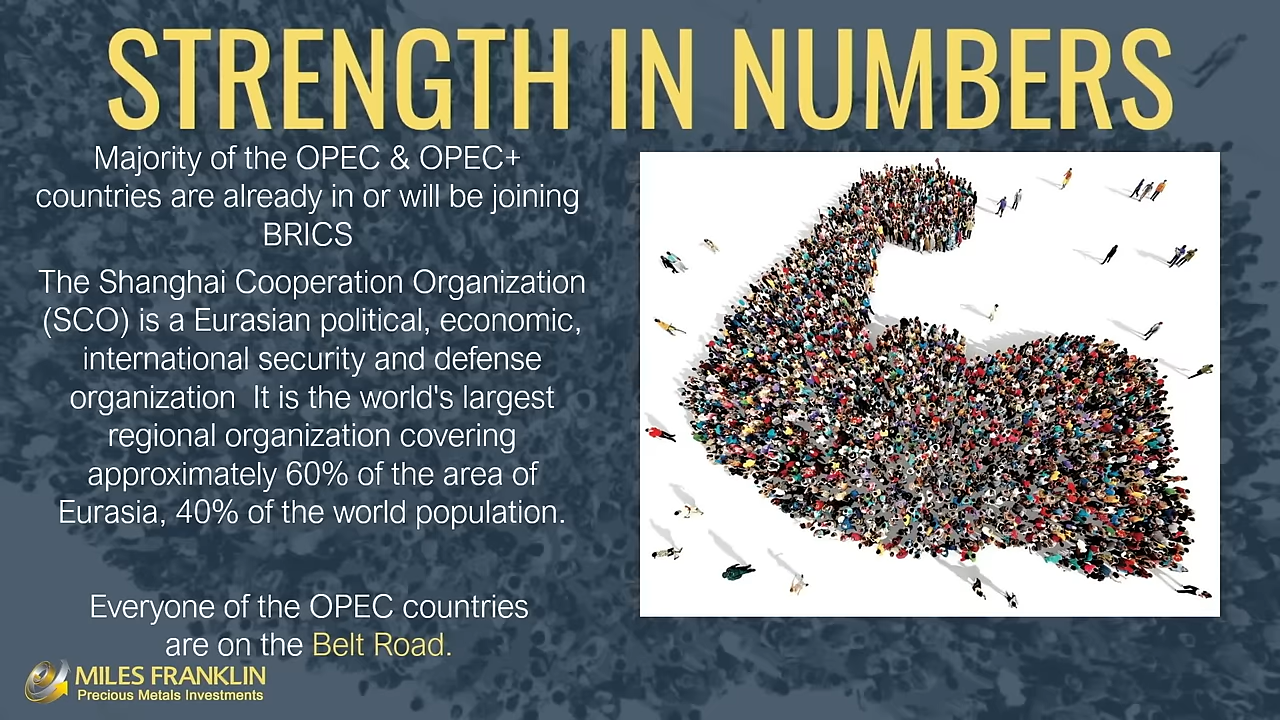 STRENGTH IN NUMBERS
Majority of the OPEC & OPEC+
countries are already in or will be joining
BRICS
The Shanghai Cooperation Organization
(SCO) is a Eurasian political, economic,
international security and defense
organization  It is the world's largest
regional organization covering
approximately 60% of the area of
Eurasia, 40% of the world population.
Everyone of the OPEC countries
are on the Belt Road.
MILES FRANKLIN
Precious Metals Investments